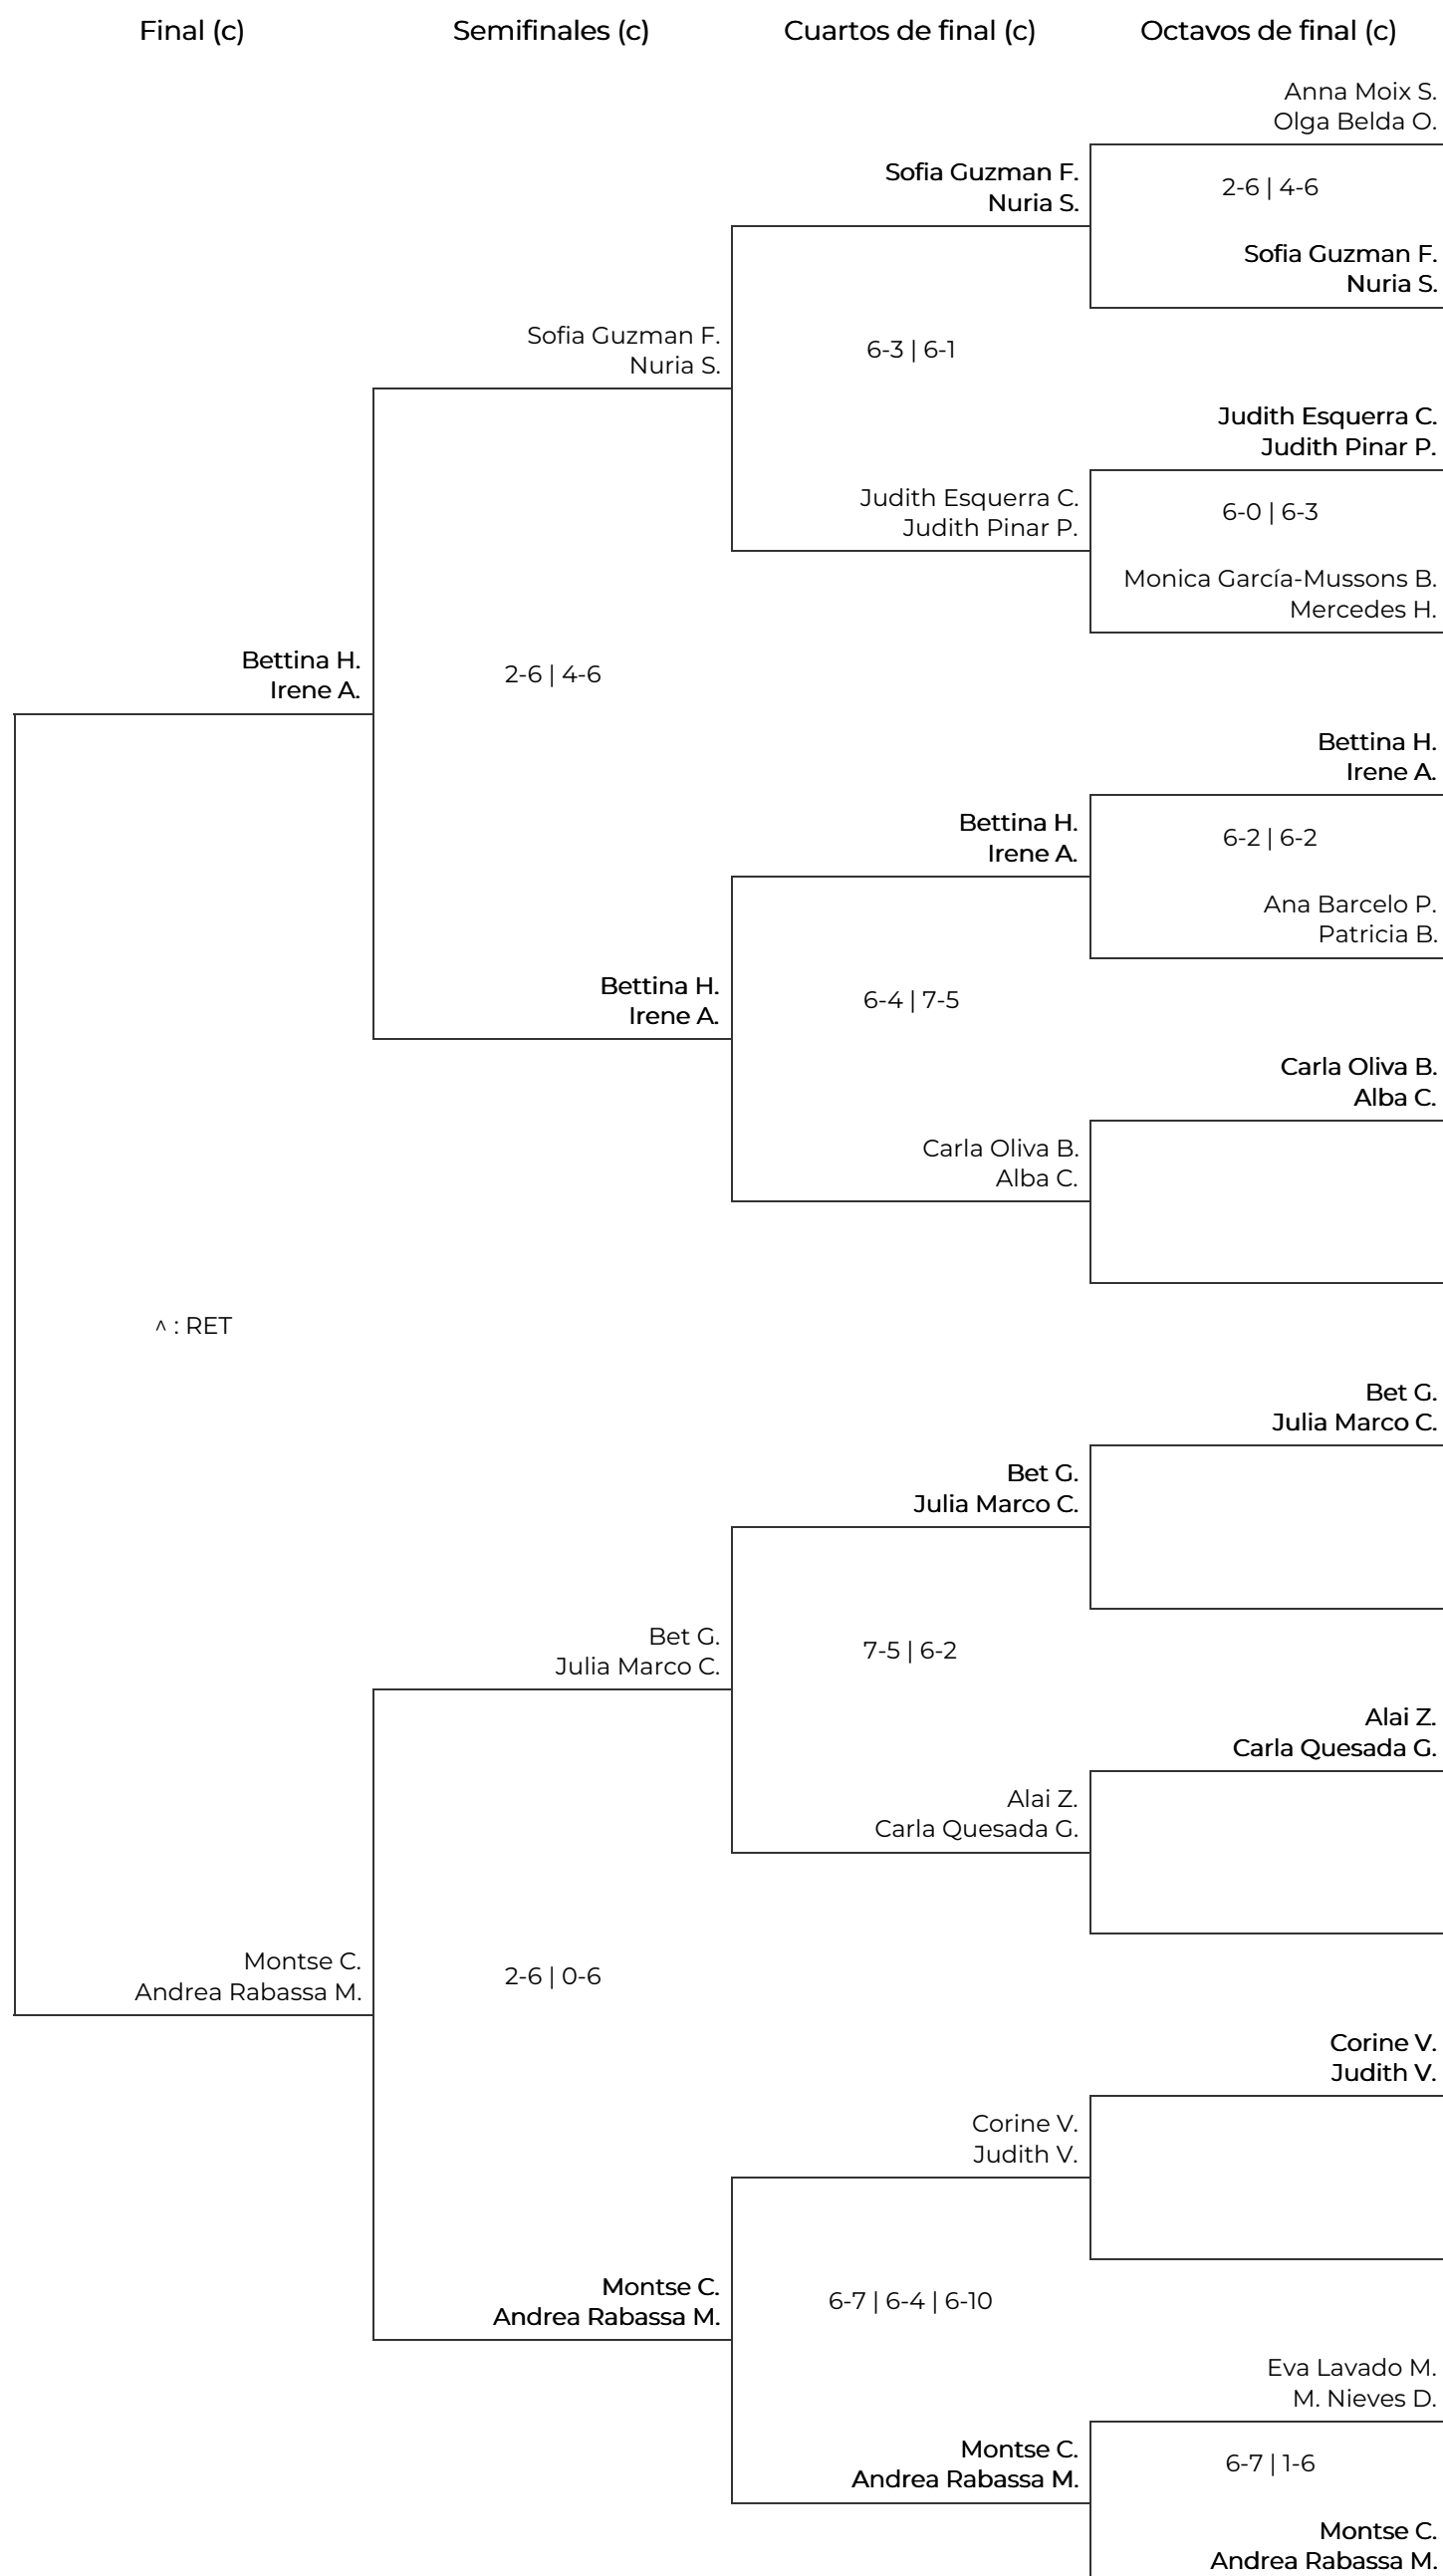 Final (c)
Semifinales (c)
Cuartos de final (c)
Octavos de final (c)
Anna Moix S.
Olga Belda O.
Sofia Guzman F.
Nuria S.
2-6 | 4-6
Sofia Guzman F.
Nuria S.
Sofia Guzman F.
Nuria S.
6-3 | 6-1
Judith Esquerra C.
Judith Pinar P.
Judith Esquerra C.
Judith Pinar P.
6-0 | 6-3
Monica García-Mussons B.
Mercedes H.
Bettina H.
Irene A.
2-6 | 4-6
Bettina H.
Irene A.
Bettina H.
Irene A.
6-2 | 6-2
Ana Barcelo P.
Patricia B.
Bettina H.
Irene A.
6-4 | 7-5
Carla Oliva B.
Alba C.
Carla Oliva B.
Alba C.
^ : RET
Bet G.
Julia Marco C.
Bet G.
Julia Marco C.
Bet G.
Julia Marco C.
7-5 | 6-2
Alai Z.
Carla Quesada G.
Alai Z.
Carla Quesada G.
Montse C.
Andrea Rabassa M.
2-6 | 0-6
Corine V.
Judith V.
Corine V.
Judith V.
Montse C.
Andrea Rabassa M.
6-7 | 6-4 | 6-10
Eva Lavado M.
M. Nieves D.
Montse C.
Andrea Rabassa M.
6-7 | 1-6
Montse C.
Andrea Rabassa M.